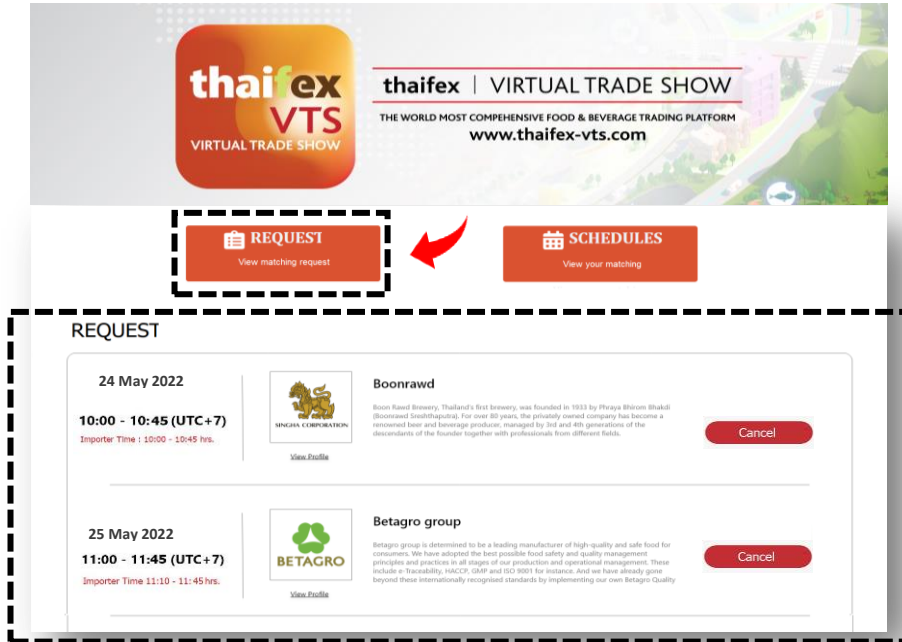 thaifex
VTS
VIRTUAL TRADE SHOW
thaifex | VIRTUAL TRADE SHOW
THE WORLD MOST COMPEHENSIVE FOOD & BEVERAGE TRADING PLATFORM
www.thaifex-vts.com
REQUEST
View matching request
SCHEDULES
View your matching
REQUEST
24 May 2022
10:00 - 10:45 (UTC+7)
Importer Time : 10:00 - 10:45 hrs.
SINGHA CORPORATION
View Profile
Boonrawd
Boon Rawd Brewery, Thailand's first brewery, was founded in 1933 by Phraya Bhirom Bhakdi
(Boonrawd Sreshthaputra). For over 80 years, the privately owned company has become a
renowned beer and beverage producer, managed by 3rd and 4th generations of the
descendants of the founder together with professionals from different fields.
Cancel
25 May 2022
11:00 - 11:45 (UTC+7)
Importer Time 11:10 - 11:45 hrs.
BETAGRO
View Profile
Betagro group
Betagro group is determined to be a leading manufacturer of high-quality and safe food for
consumers. We have adopted the best possible food safety and quality management
principles and practices in all stages of our production and operational management. These
include e-Traceability, HACCP, GMP and ISO 9001 for instance. And we have already gone
beyond these internationally recognised standards by implementing our own Betagro Quality
Cancel